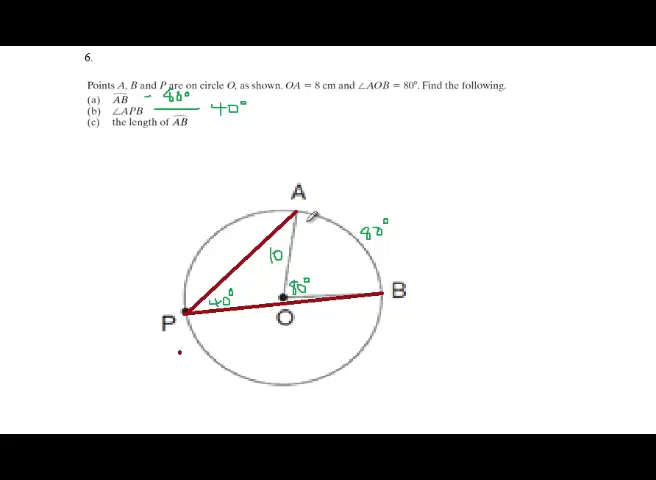 6.
Points A, B and P are on circle O, as shown. OA = 8 cm and ∠AOB = 80°. Find the following.
(a) AB - 80°
(b) ∠APB 40°
(c) the length of AB
A
80°
10
80°
B
40°
O
P